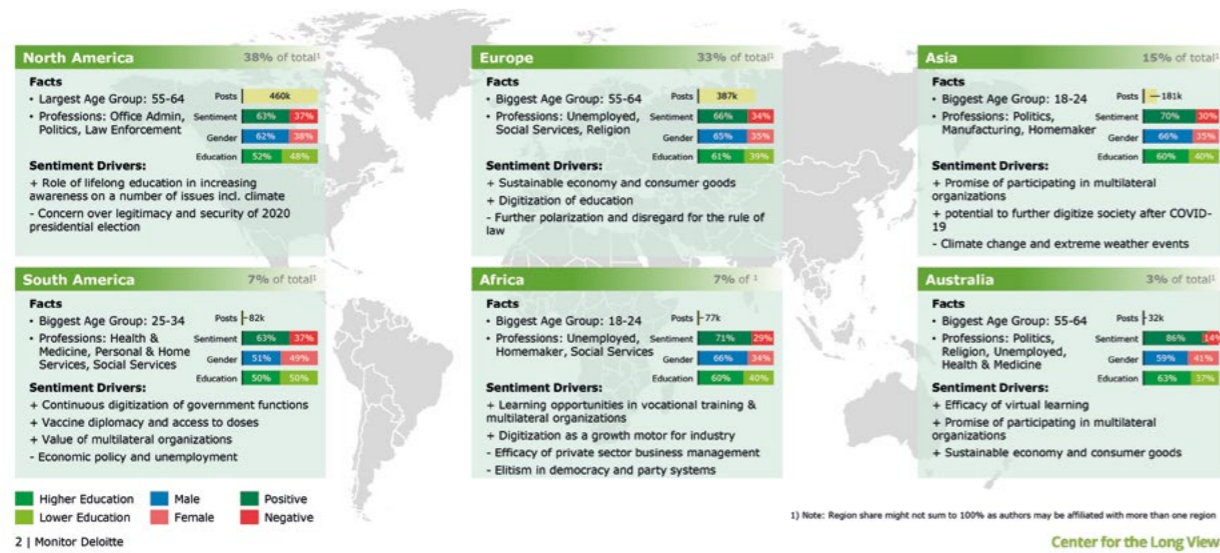 North America 38% of total¹
Facts
• Largest Age Group: 55-64
• Professions: Office Admin,
Politics, Law Enforcement
Posts 460k
Sentiment 63% 37%
Gender 62% 38%
Education 52% 48%
Sentiment Drivers:
+ Role of lifelong education in increasing
awareness on a number of issues incl. climate
- Concern over legitimacy and security of 2020
presidential election
Europe 33% of total¹
Facts
• Biggest Age Group: 55-64
• Professions: Unemployed,
Social Services, Religion
Posts 387k
Sentiment 66% 34%
Gender 65% 35%
Education 61% 39%
Sentiment Drivers:
+ Sustainable economy and consumer goods
+ Digitization of education
- Further polarization and disregard for the rule of
law
Asia 15% of total¹
Facts
• Biggest Age Group: 18-24
• Professions: Politics,
Manufacturing, Homemaker
Posts 181k
Sentiment 70% 30%
Gender 66% 35%
Education 60% 40%
Sentiment Drivers:
+ Promise of participating in multilateral
organizations
+ potential to further digitize society after COVID-
19
- Climate change and extreme weather events
South America 7% of total¹
Facts
• Biggest Age Group: 25-34
• Professions: Health &
Medicine, Personal & Home
Services, Social Services
Posts 82k
Sentiment 63% 37%
Gender 51% 49%
Education 50% 50%
Sentiment Drivers:
+ Continuous digitization of government functions
+ Vaccine diplomacy and access to doses
+ Value of multilateral organizations
- Economic policy and unemployment
Africa 7% of ¹
Facts
• Biggest Age Group: 18-24
• Professions: Unemployed,
Homemaker, Social Services
Posts 77k
Sentiment 71% 29%
Gender 66% 34%
Education 60% 40%
Sentiment Drivers:
+ Learning opportunities in vocational training &
multilateral organizations
+ Digitization as a growth motor for industry
- Efficacy of private sector business management
- Elitism in democracy and party systems
Australia 3% of total¹
Facts
• Biggest Age Group: 55-64
• Professions: Politics,
Religion, Unemployed,
Health & Medicine
Posts 32k
Sentiment 86% 14%
Gender 59% 41%
Education 63% 37%
Sentiment Drivers:
+ Efficacy of virtual learning
+ Promise of participating in multilateral
organizations
+ Sustainable economy and consumer goods
Higher Education Male Positive
Lower Education Female Negative
1) Note: Region share might not sum to 100% as authors may be affiliated with more than one region
2 | Monitor Deloitte
Center for the Long View